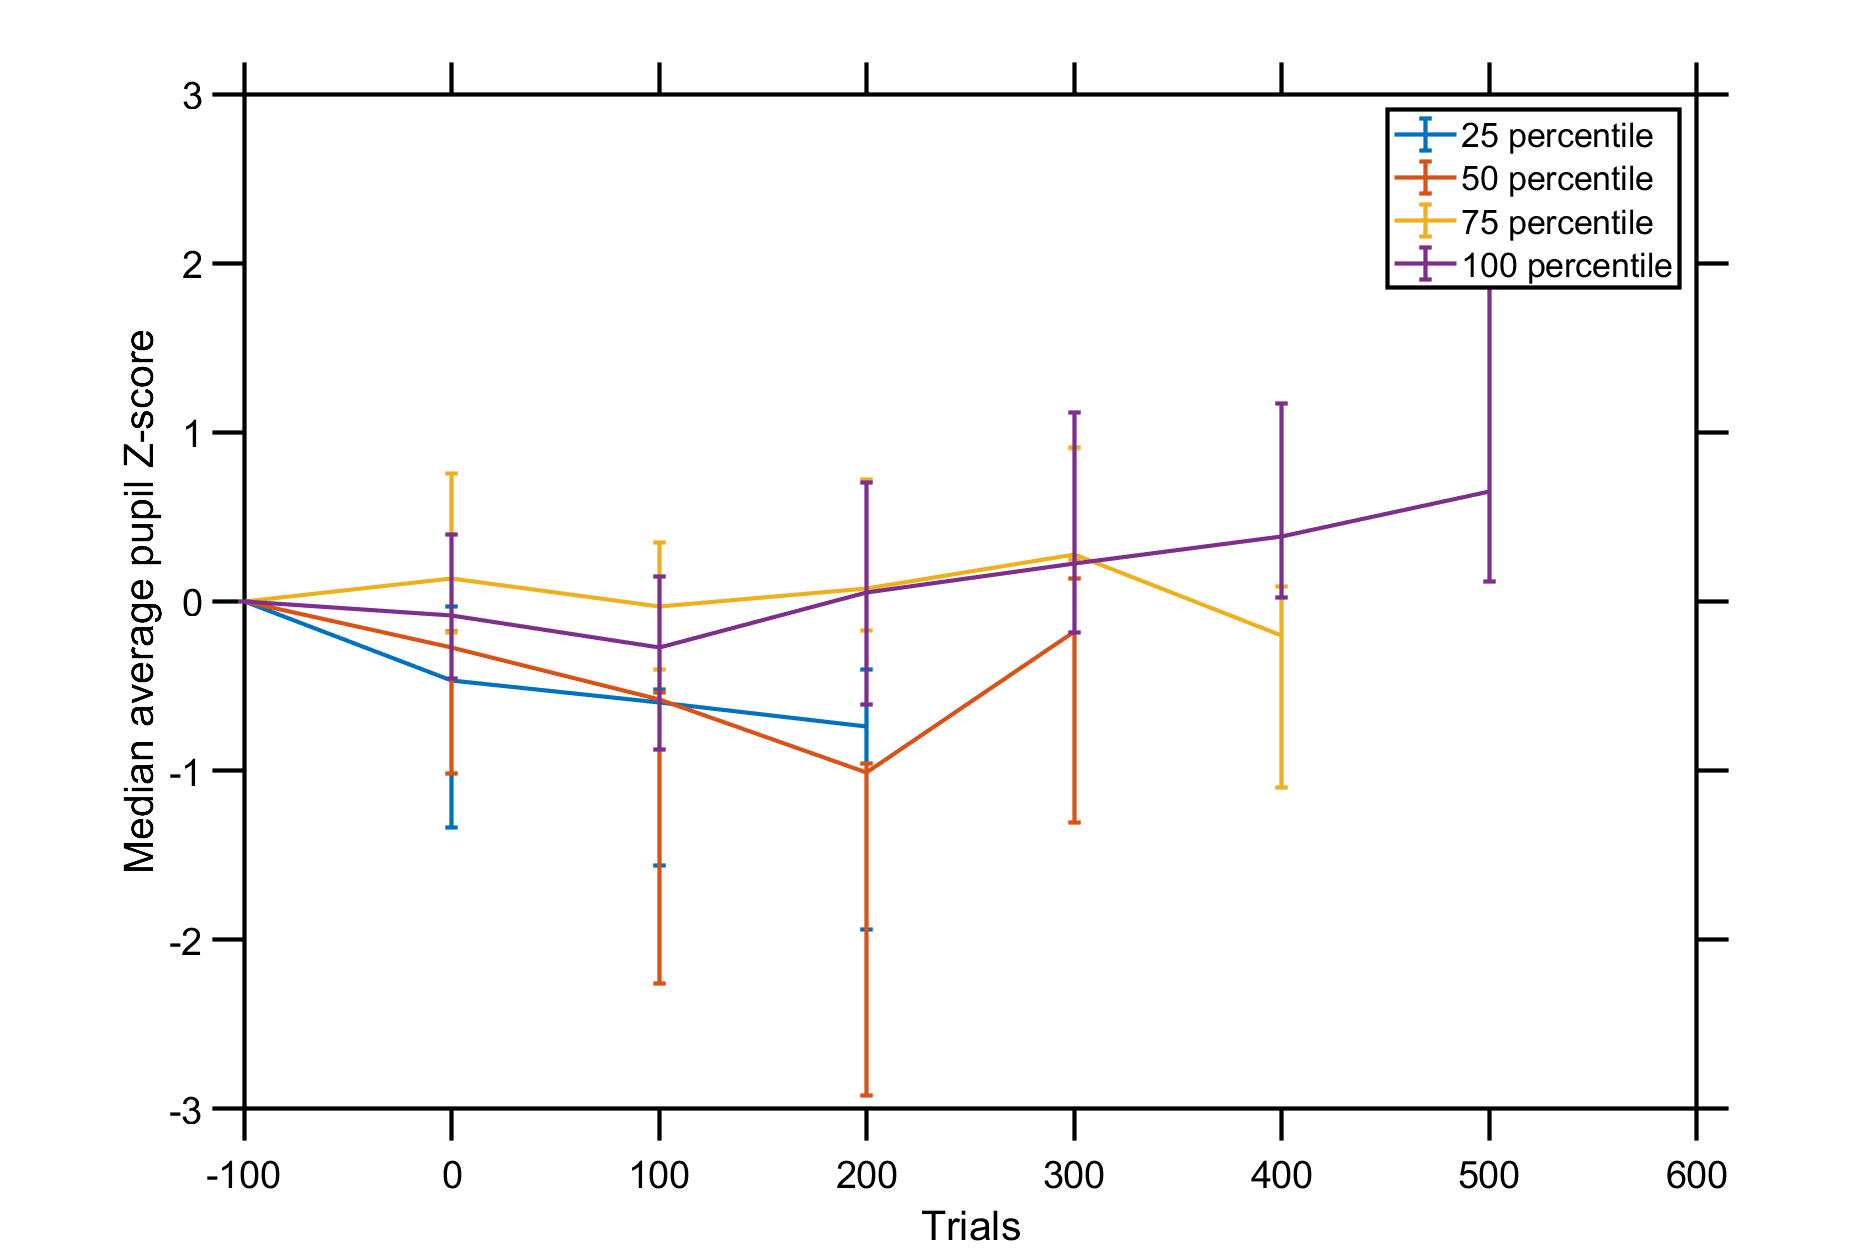 3
2
1
0
-1
-2
-3
Median average pupil Z-score
25 percentile
50 percentile
75 percentile
100 percentile
-100 0 100 200 300 400 500 600
Trials